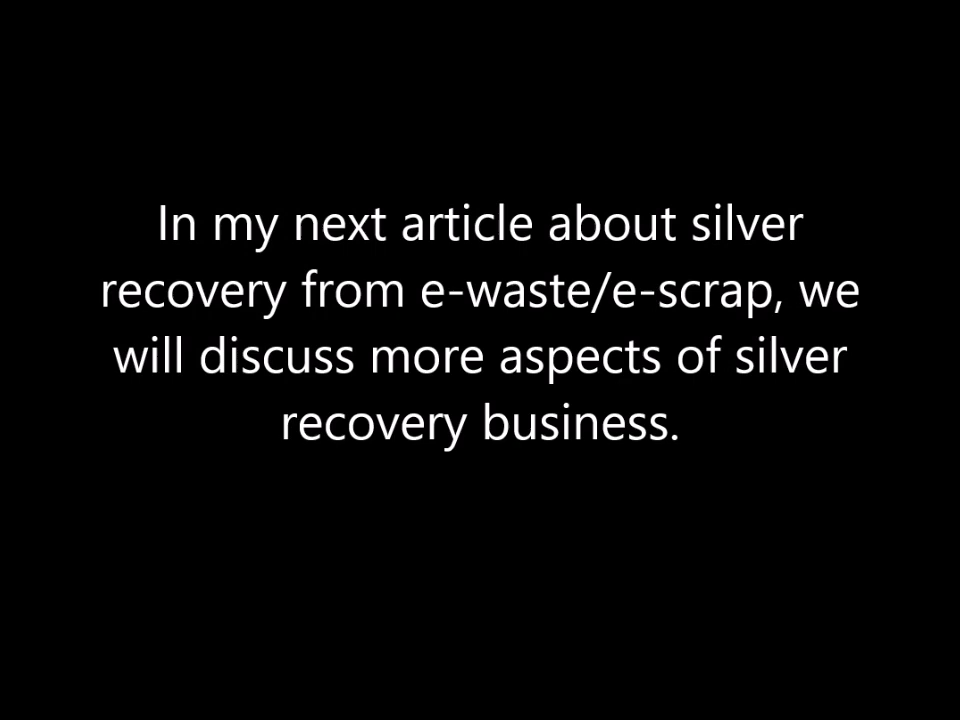 In my next article about silver
recovery from e-waste/e-scrap, we
will discuss more aspects of silver
recovery business.